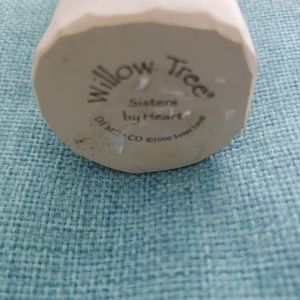 Willow Tree®
Sisters
by Heart
DEMDACO ©2000 Susan Lordi